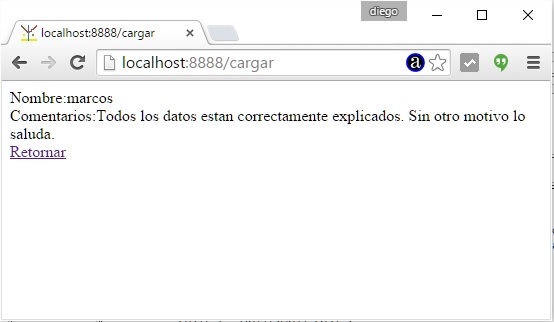 diego
localhost:8888/cargar
localhost:8888/cargar
Nombre:marcos
Comentarios:Todos los datos estan correctamente explicados. Sin otro motivo lo
saluda.
Retornar